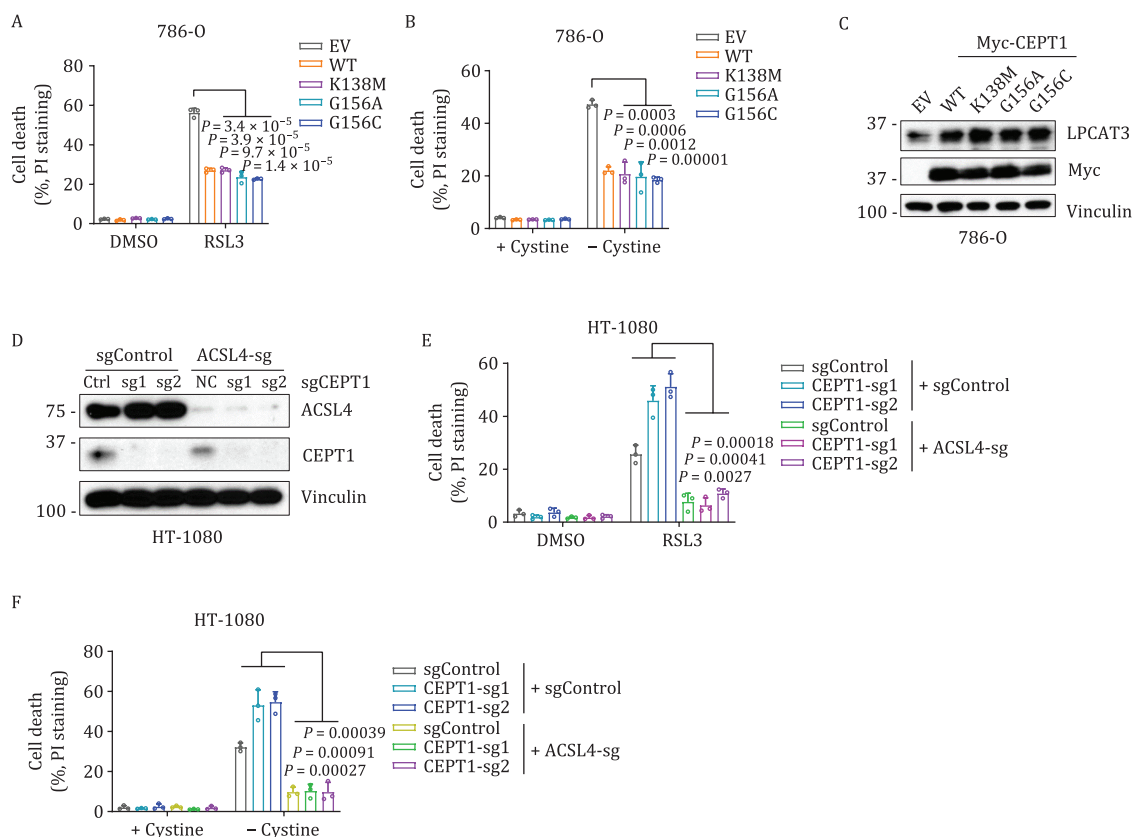 A
786-O
Cell death
(%, PI staining)
80
60
40
20
0
P = 3.4 × 10⁻⁵
P = 3.9 × 10⁻⁵
P = 9.7 × 10⁻⁵
P = 1.4 × 10⁻⁵
DMSO RSL3
EV
WT
K138M
G156A
G156C
B
786-O
Cell death
(%, PI staining)
80
60
40
20
0
P = 0.0003
P = 0.0006
P = 0.0012
P = 0.00001
+ Cystine – Cystine
EV
WT
K138M
G156A
G156C
C
Myc-CEPT1
EV WT K138M G156A G156C
37 - LPCAT3
37 - Myc
100 - Vinculin
786-O
D
sgControl ACSL4-sg
Ctrl sg1 sg2 NC sg1 sg2 sgCEPT1
75 - ACSL4
37 -
CEPT1
Vinculin
100 -
HT-1080
E
HT-1080
Cell death
(%, PI staining)
60
40
20
0
P = 0.00018
P = 0.00041
P = 0.0027
DMSO RSL3
sgControl
CEPT1-sg1
CEPT1-sg2
+ sgControl
sgControl
CEPT1-sg1
CEPT1-sg2
+ ACSL4-sg
F
HT-1080
Cell death
(%, PI staining)
80
60
40
20
0
P = 0.00039
P = 0.00091
P = 0.00027
+ Cystine – Cystine
sgControl
CEPT1-sg1
CEPT1-sg2
+ sgControl
sgControl
CEPT1-sg1
CEPT1-sg2
+ ACSL4-sg